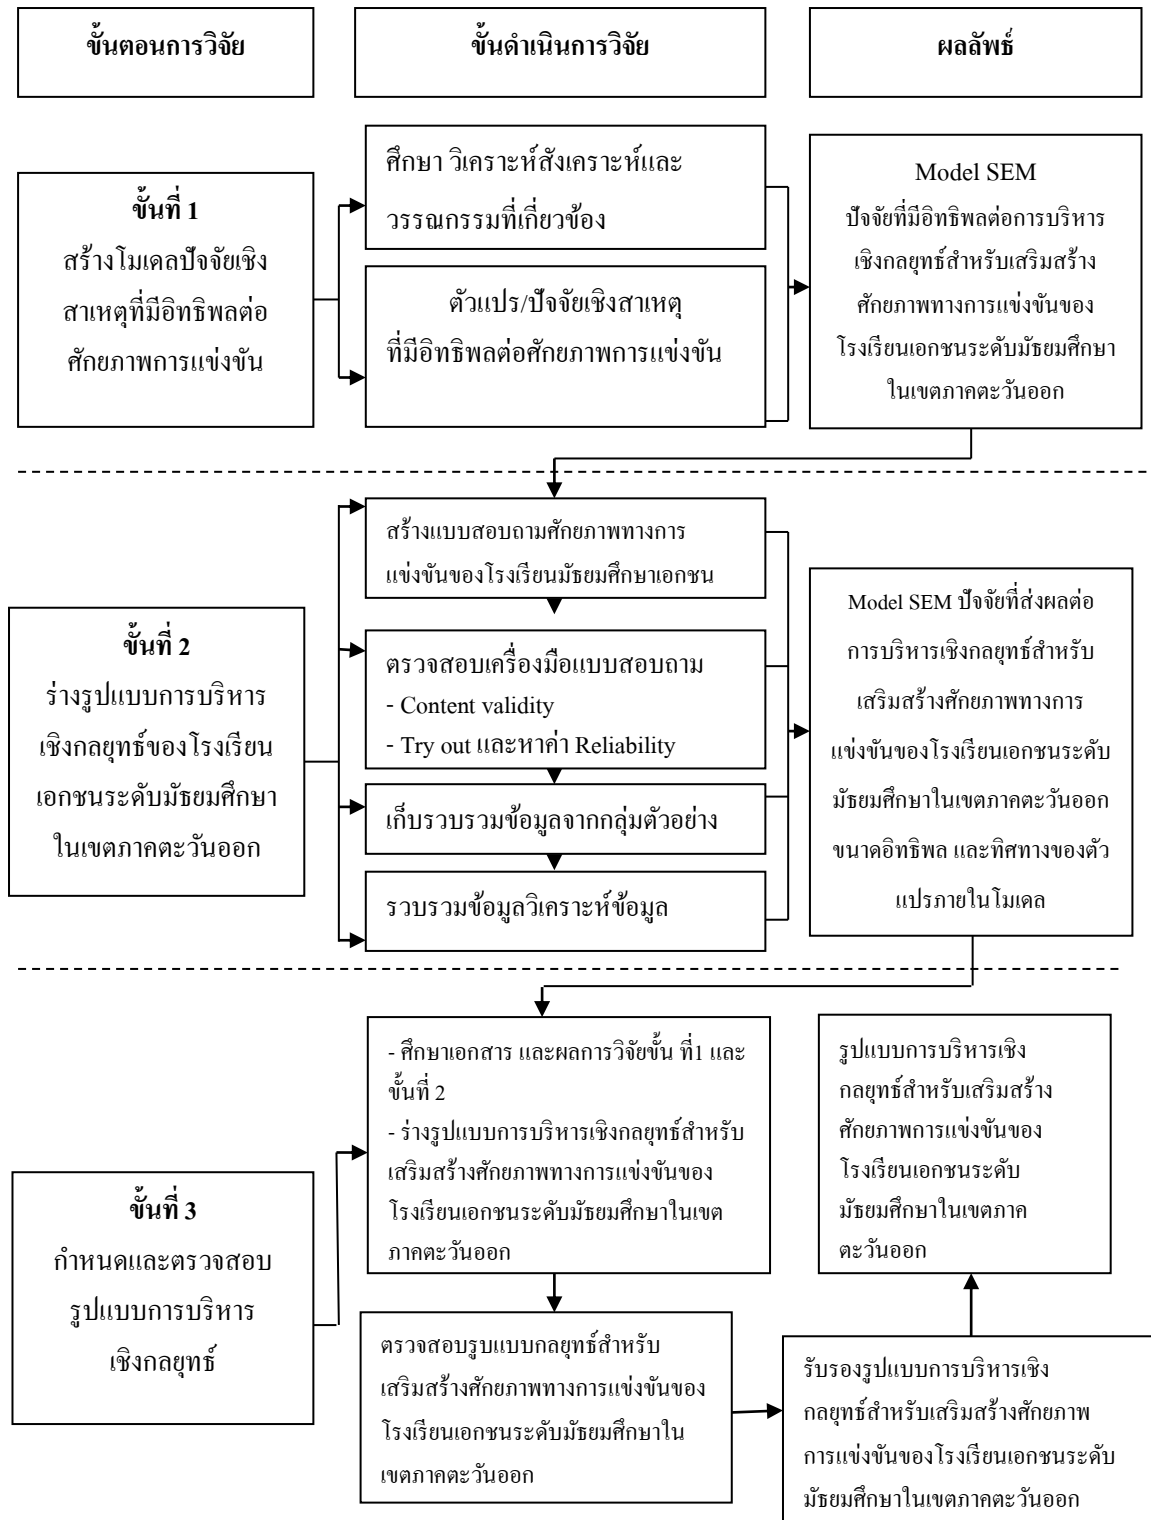 ขั้นตอนการวิจัย
ขั้นดำเนินการวิจัย
ผลลัพธ์
ขั้นที่ 1
สร้างโมเดลปัจจัยเชิง
สาเหตุที่มีอิทธิพลต่อ
ศักยภาพการแข่งขัน
ศึกษา วิเคราะห์สังเคราะห์และ
วรรณกรรมที่เกี่ยวข้อง
ตัวแปร/ปัจจัยเชิงสาเหตุ
ที่มีอิทธิพลต่อศักยภาพการแข่งขัน
Model SEM
ปัจจัยที่มีอิทธิพลต่อการบริหาร
เชิงกลยุทธ์สำหรับเสริมสร้าง
ศักยภาพทางการแข่งขันของ
โรงเรียนเอกชนระดับมัธยมศึกษา
ในเขตภาคตะวันออก
ขั้นที่ 2
ร่างรูปแบบการบริหาร
เชิงกลยุทธ์ของโรงเรียน
เอกชนระดับมัธยมศึกษา
ในเขตภาคตะวันออก
สร้างแบบสอบถามศักยภาพทางการ
แข่งขันของโรงเรียนมัธยมศึกษาเอกชน
ตรวจสอบเครื่องมือแบบสอบถาม
- Content validity
- Try out และหาค่า Reliability
เก็บรวบรวมข้อมูลจากกลุ่มตัวอย่าง
รวบรวมข้อมูลวิเคราะห์ข้อมูล
Model SEM ปัจจัยที่ส่งผลต่อ
การบริหารเชิงกลยุทธ์สำหรับ
เสริมสร้างศักยภาพทางการ
แข่งขันของโรงเรียนเอกชนระดับ
มัธยมศึกษาในเขตภาคตะวันออก
ขนาดอิทธิพล และทิศทางของตัว
แปรภายในโมเดล
ขั้นที่ 3
กำหนดและตรวจสอบ
รูปแบบการบริหาร
เชิงกลยุทธ์
- ศึกษาเอกสาร และผลการวิจัยขั้น ที่1 และ
ขั้นที่ 2
- ร่างรูปแบบการบริหารเชิงกลยุทธ์สำหรับ
เสริมสร้างศักยภาพทางการแข่งขันของ
โรงเรียนเอกชนระดับมัธยมศึกษาในเขต
ภาคตะวันออก
ตรวจสอบรูบแบบกลยุทธ์สำหรับ
เสริมสร้างศักยภาพทางการแข่งขันของ
โรงเรียนเอกชนระดับมัธยมศึกษาใน
เขตภาคตะวันออก
รูปแบบการบริหารเชิง
กลยุทธ์สำหรับเสริมสร้าง
ศักยภาพการแข่งขันของ
โรงเรียนเอกชนระดับ
มัธยมศึกษาในเขตภาค
ตะวันออก
รับรองรูปแบบการบริหารเชิง
กลยุทธ์สำหรับเสริมสร้างศักยภาพ
การแข่งขันของโรงเรียนเอกชนระดับ
มัธยมศึกษาในเขตภาคตะวันออก